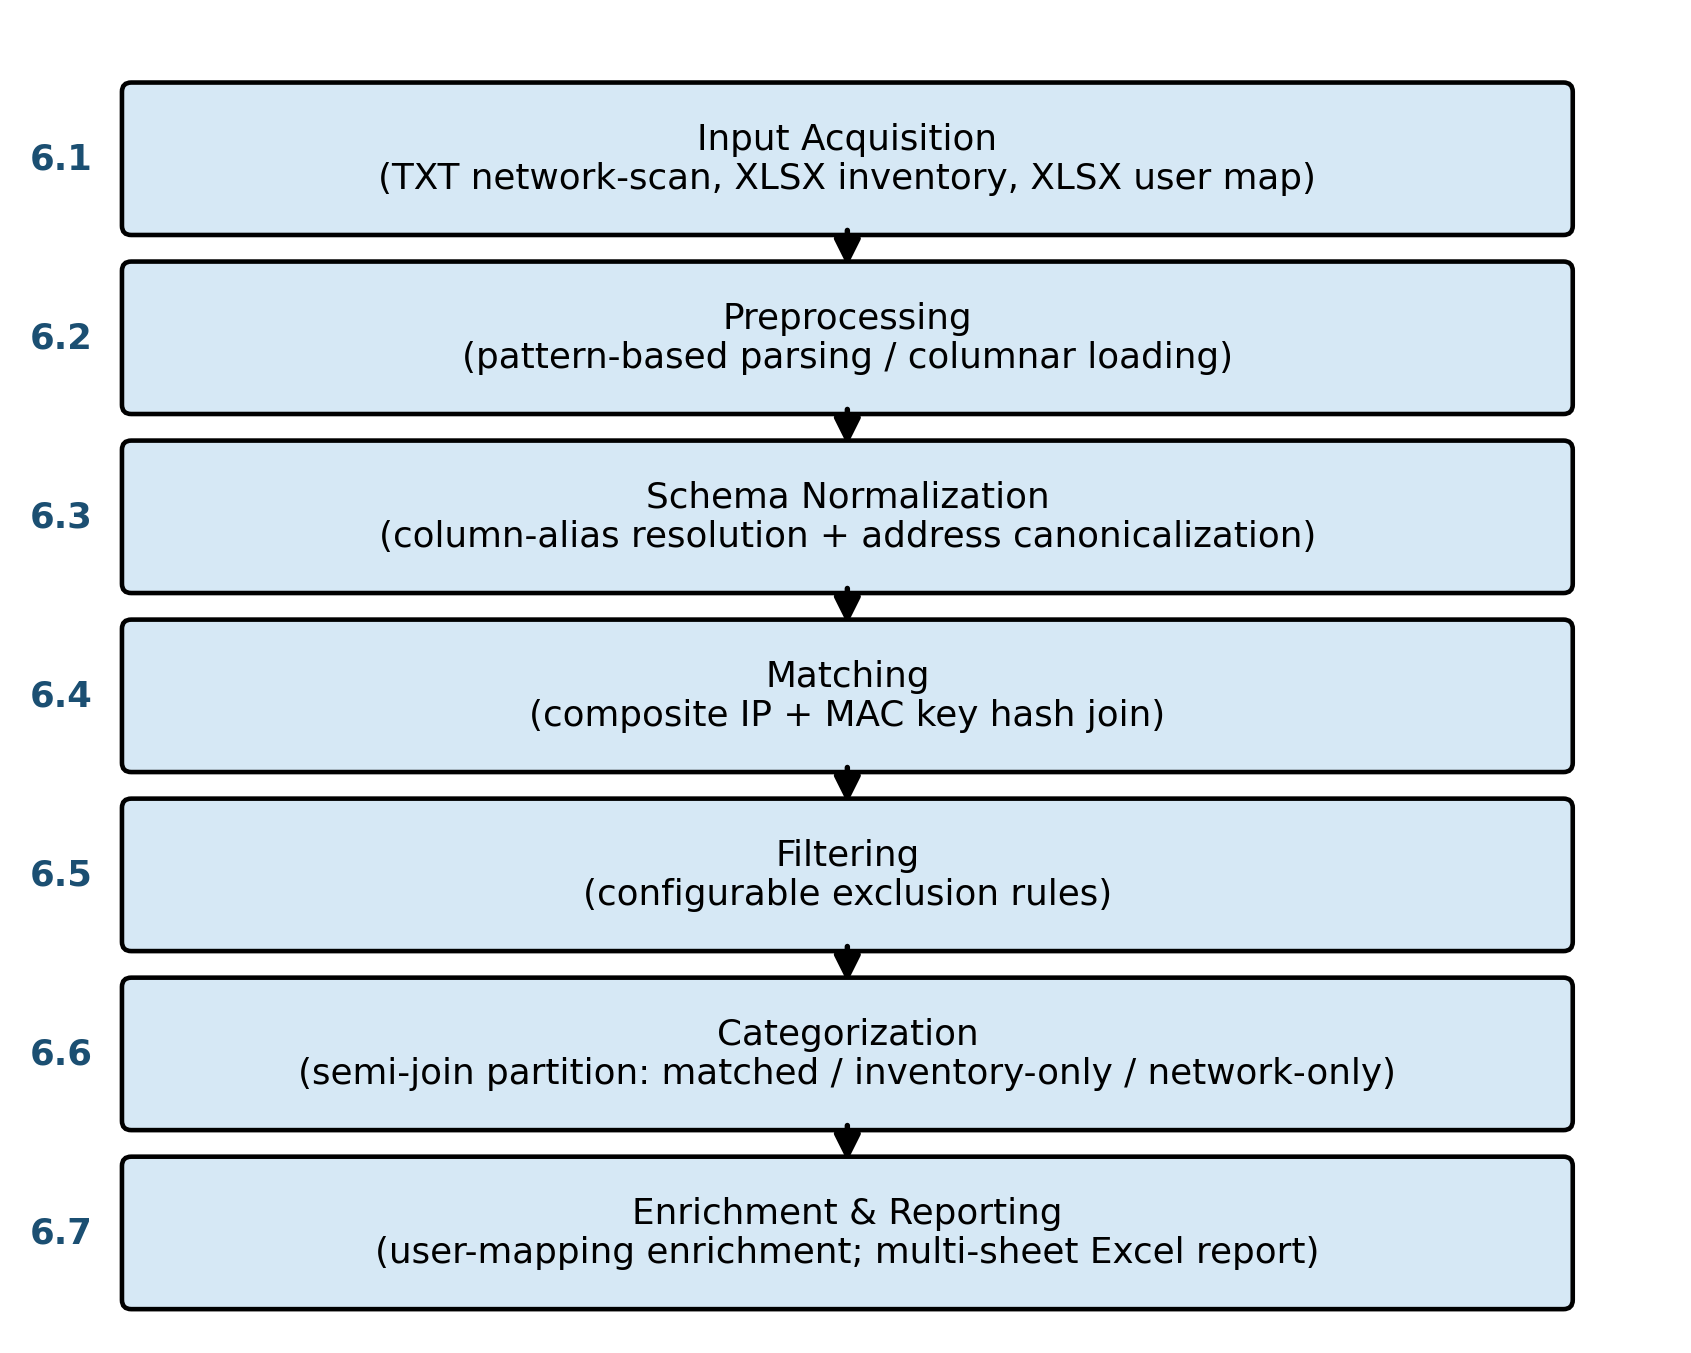 6.1
Input Acquisition
(TXT network-scan, XLSX inventory, XLSX user map)
6.2
Preprocessing
(pattern-based parsing / columnar loading)
6.3
Schema Normalization
(column-alias resolution + address canonicalization)
6.4
Matching
(composite IP + MAC key hash join)
6.5
Filtering
(configurable exclusion rules)
6.6
Categorization
(semi-join partition: matched / inventory-only / network-only)
6.7
Enrichment & Reporting
(user-mapping enrichment; multi-sheet Excel report)